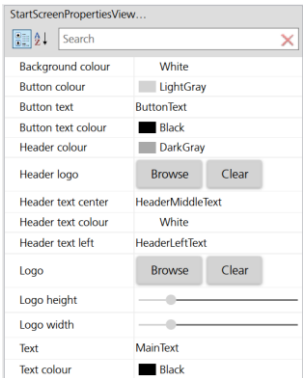 StartScreenPropertiesView...
Search
Background colour White
Button colour LightGray
Button text ButtonText
Button text colour Black
Header colour DarkGray
Header logo Browse Clear
Header text center HeaderMiddleText
Header text colour White
Header text left HeaderLeftText
Logo Browse Clear
Logo height
Logo width
Text MainText
Text colour Black